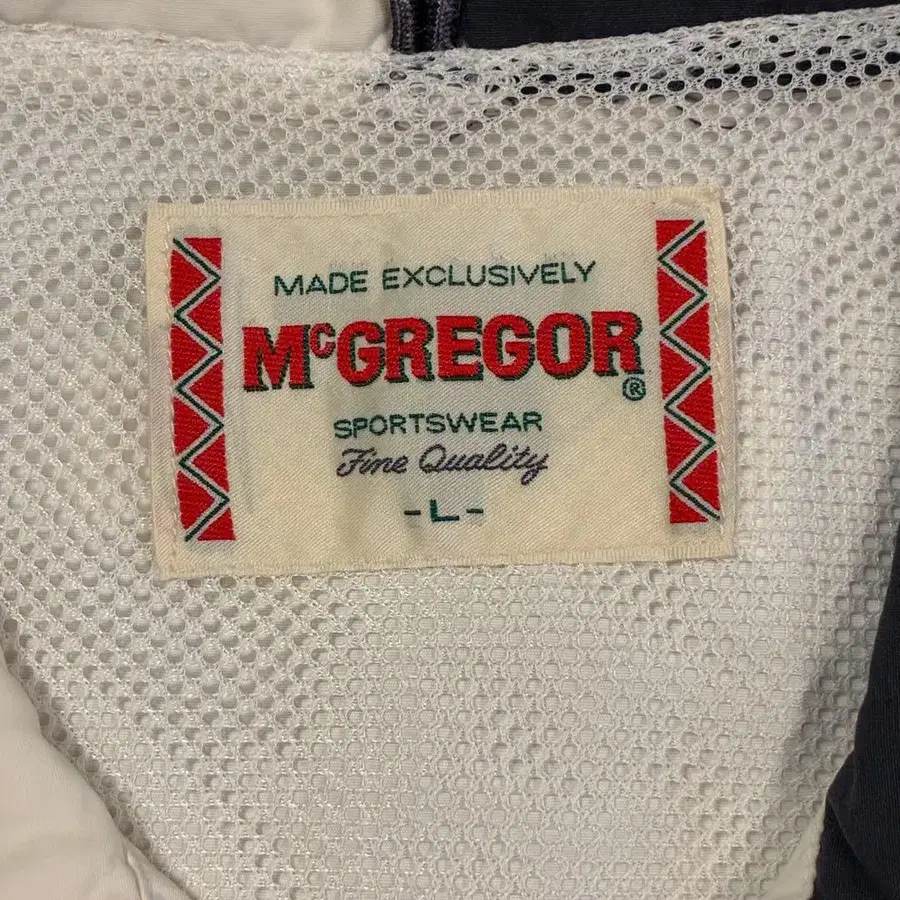 MADE EXCLUSIVELY
McGREGOR ®
SPORTSWEAR
Fine Quality
- L -